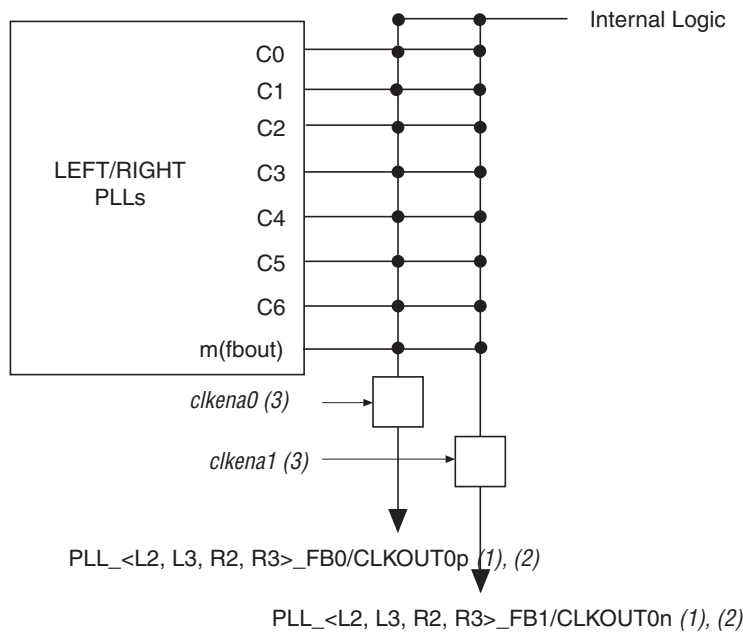 Internal Logic
C0
C1
C2
LEFT/RIGHT
PLLs
C3
C4
C5
C6
m(fbout)
clkena0 (3)
clkena1 (3)
PLL_<L2, L3, R2, R3>_FB0/CLKOUT0p (1), (2)
PLL_<L2, L3, R2, R3>_FB1/CLKOUT0n (1), (2)